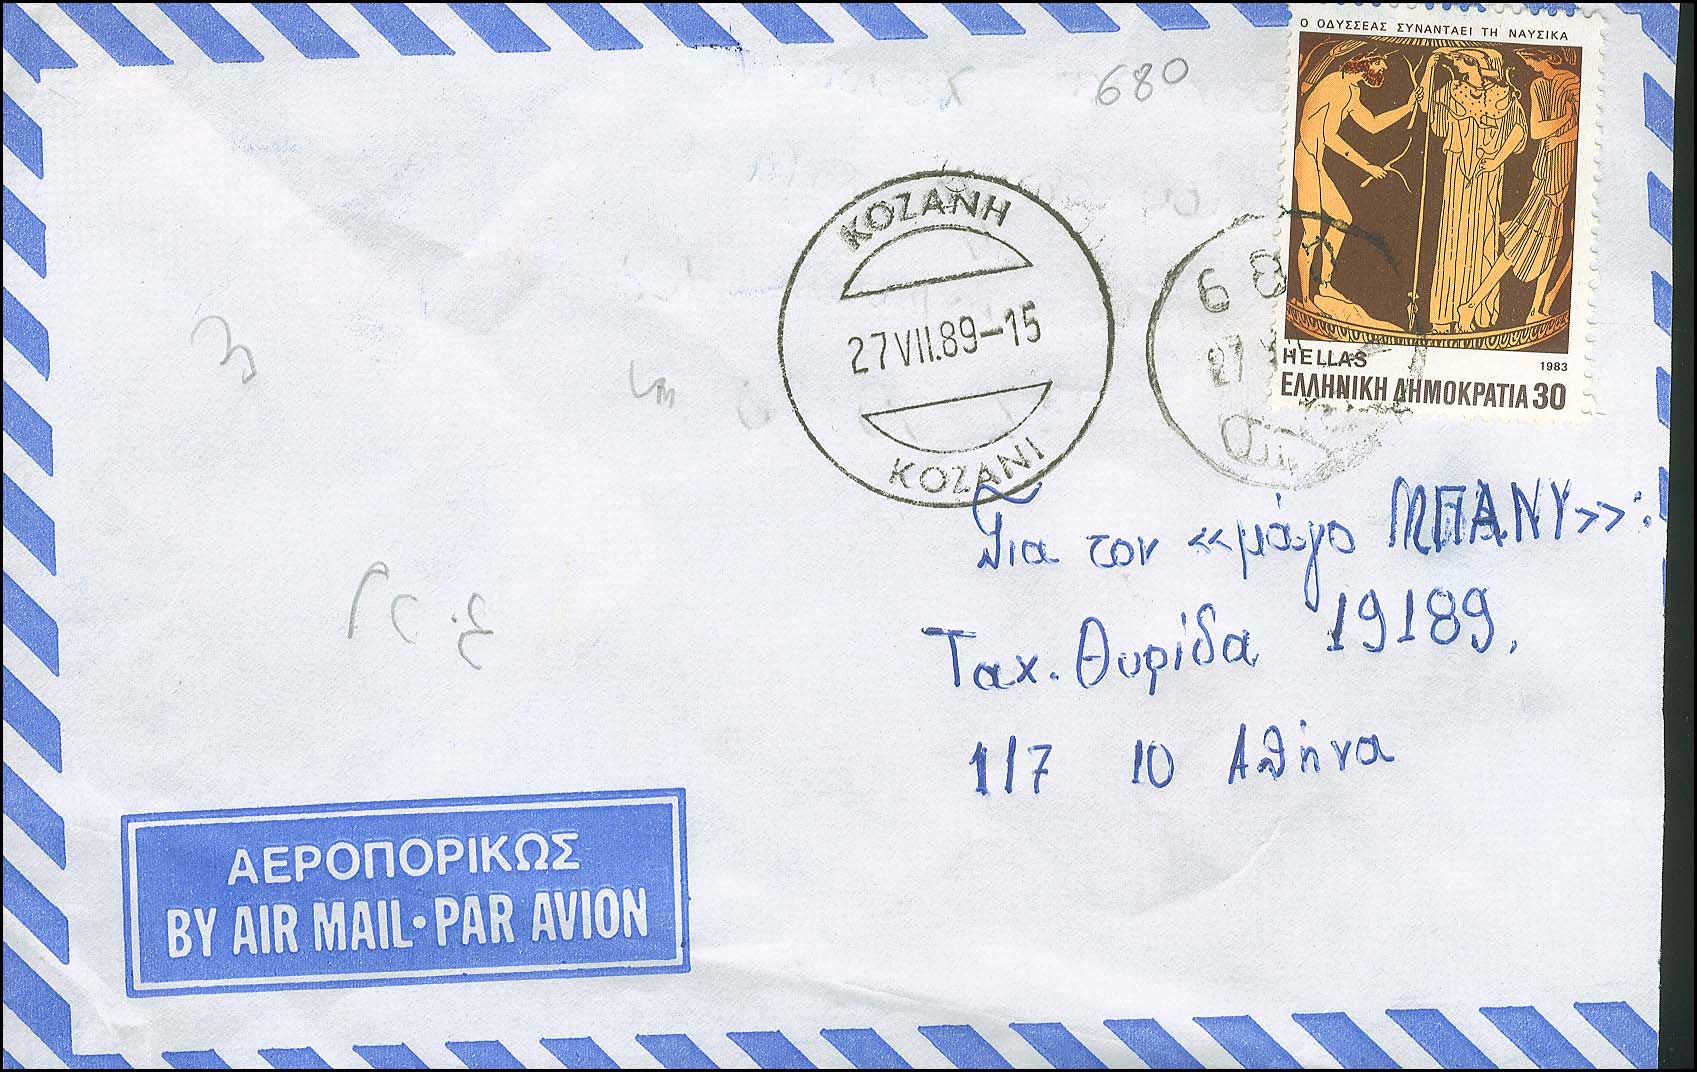 Ο ΟΔΥΣΣΕΑΣ ΣΥΝΑΝΤΑΕΙ ΤΗ ΝΑΥΣΙΚΑ
680
HELLAS 1983
ΕΛΛΗΝΙΚΗ ΔΗΜΟΚΡΑΤΙΑ 30
ΚΟΖΑΝΗ
27 VII.89-15
KOZANI
27
Για τον «μάγο ΜΠΑΝΥ»:
Ταχ. Θυρίδα 19189,
117 10 Αθήνα
ΑΕΡΟΠΟΡΙΚΩΣ
BY AIR MAIL·PAR AVION